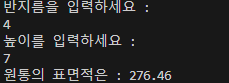 반지름을 입력하세요 :
4
높이를 입력하세요 :
7
원통의 표면적은 : 276.46